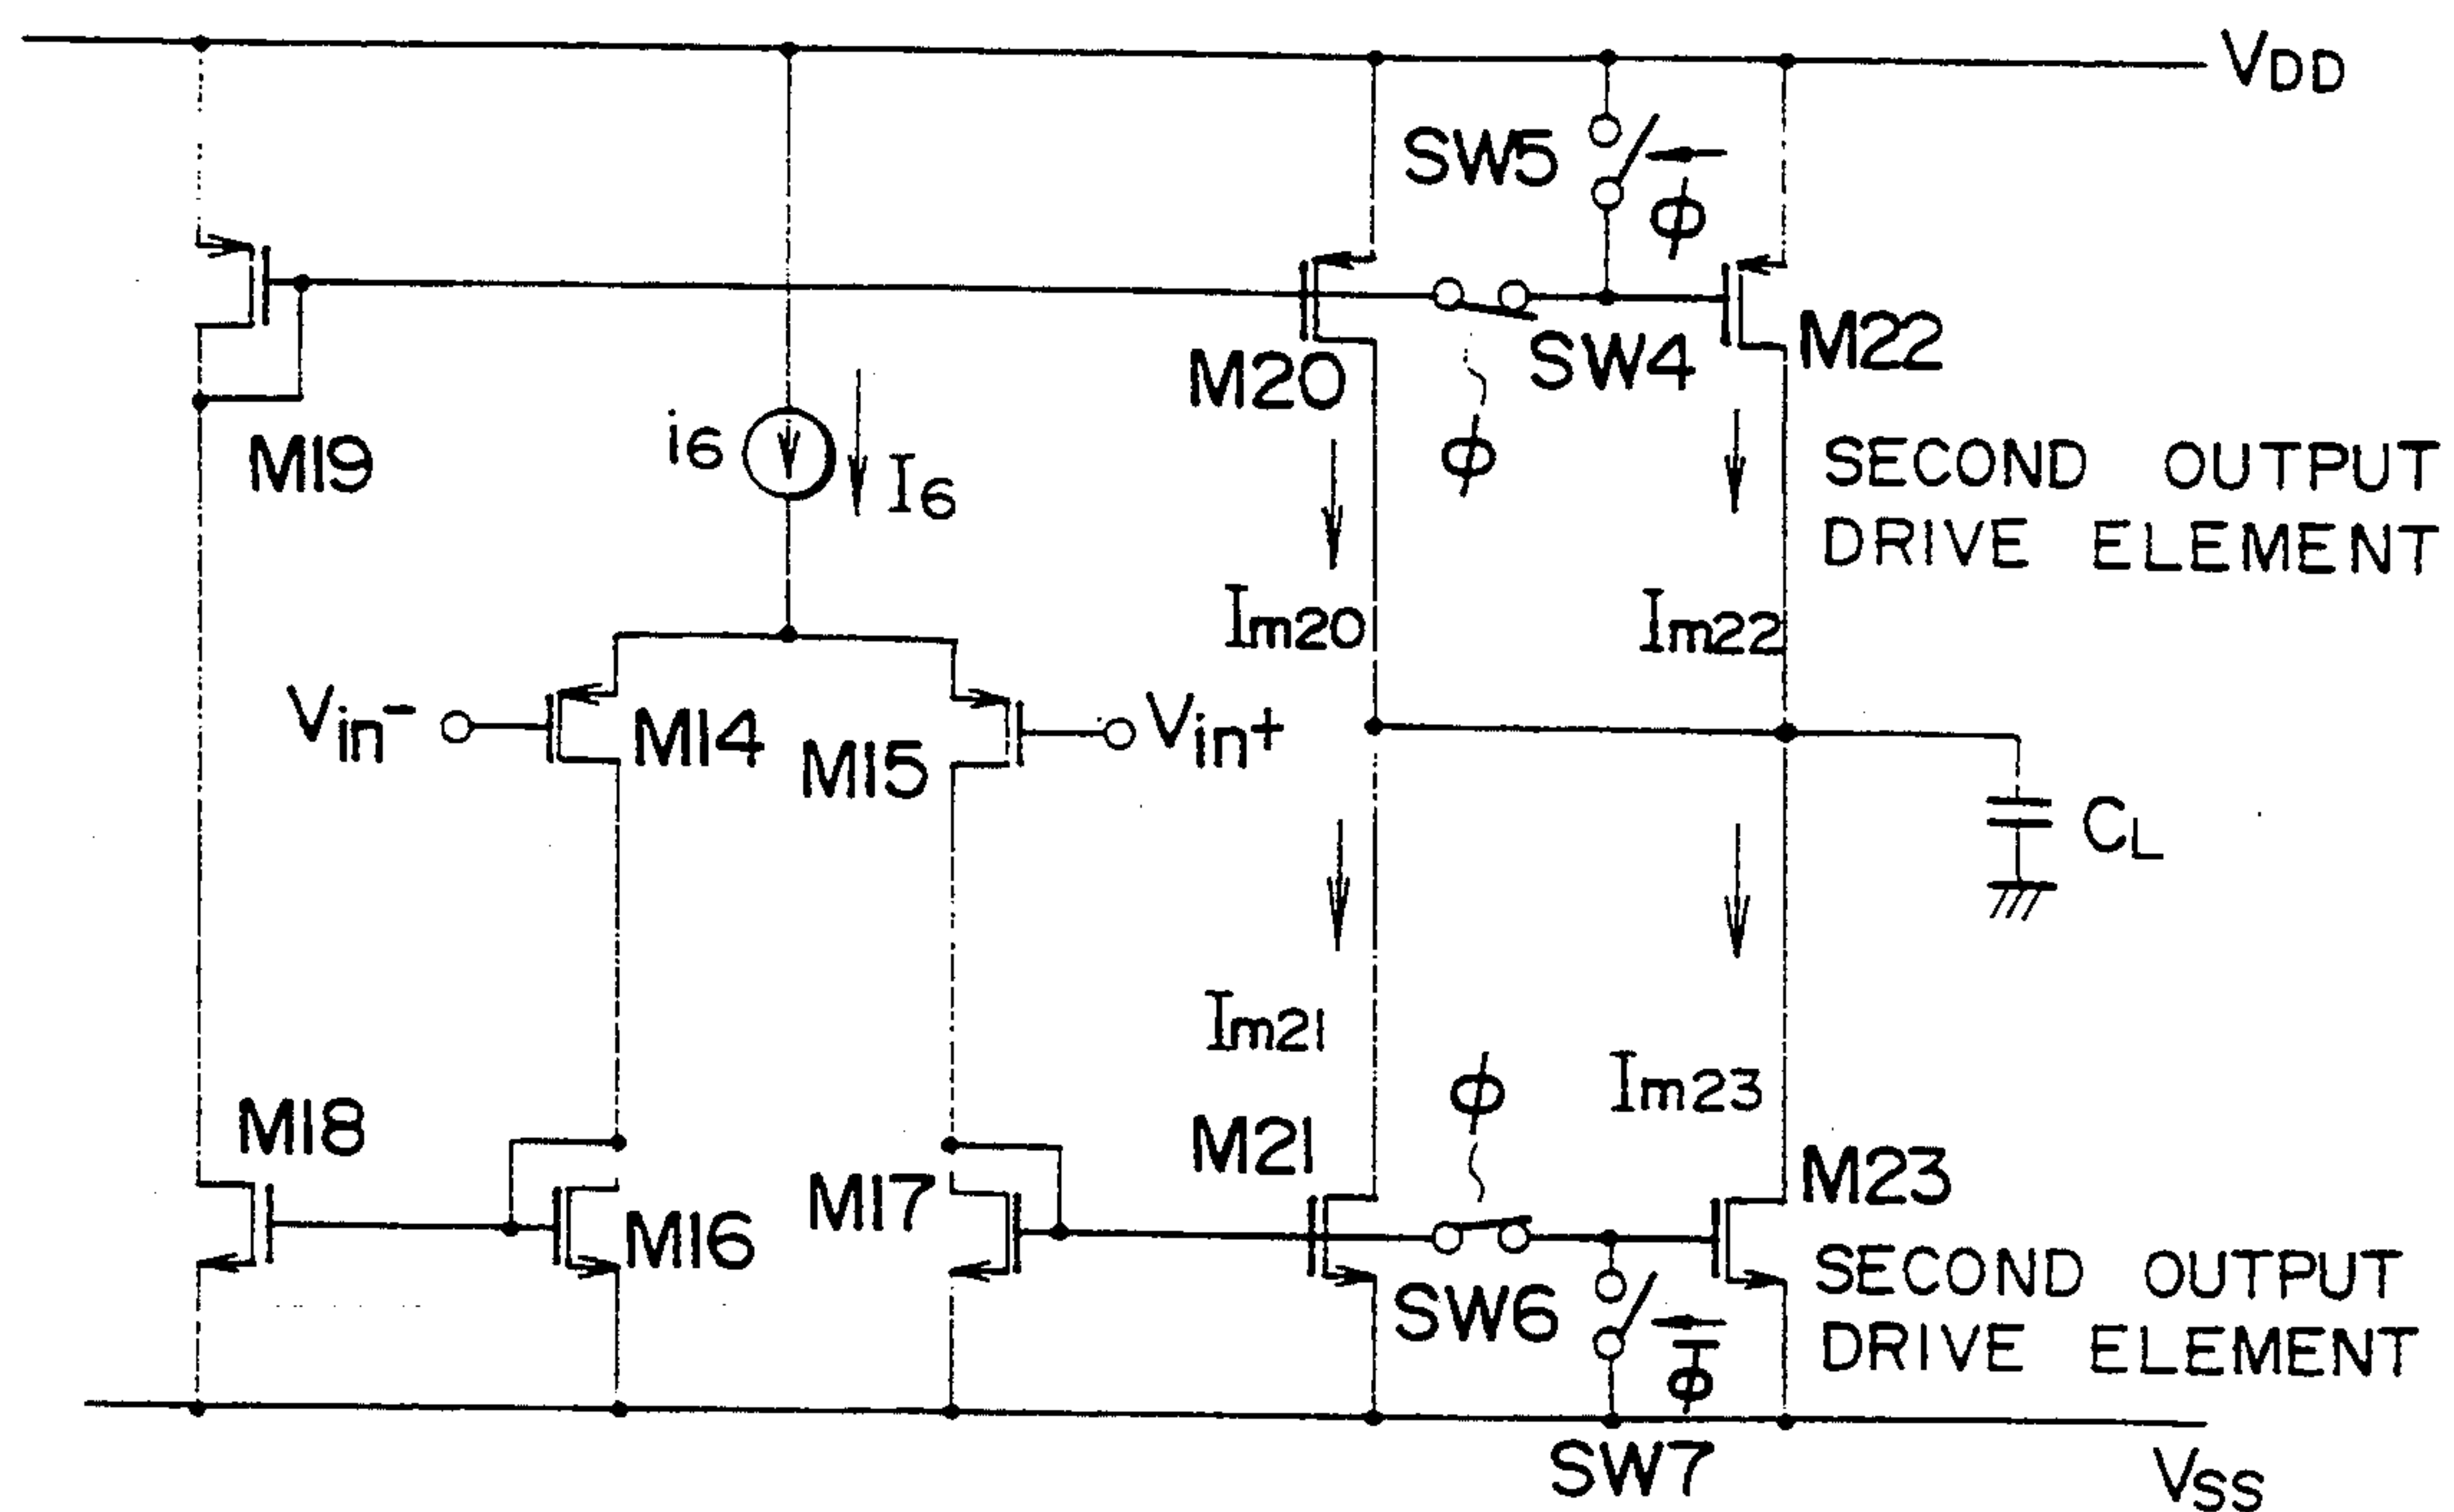 VDD
SW5
ϕ
M22
M20
SW4
M19
i6
I6
ϕ
SECOND OUTPUT
DRIVE ELEMENT
Im20
Im22
Vin-
M14
M15
Vin+
CL
Im21
ϕ
Im23
M18
M21
M23
M16
M17
SW6
SECOND OUTPUT
DRIVE ELEMENT
ϕ̅
SW7
VSS